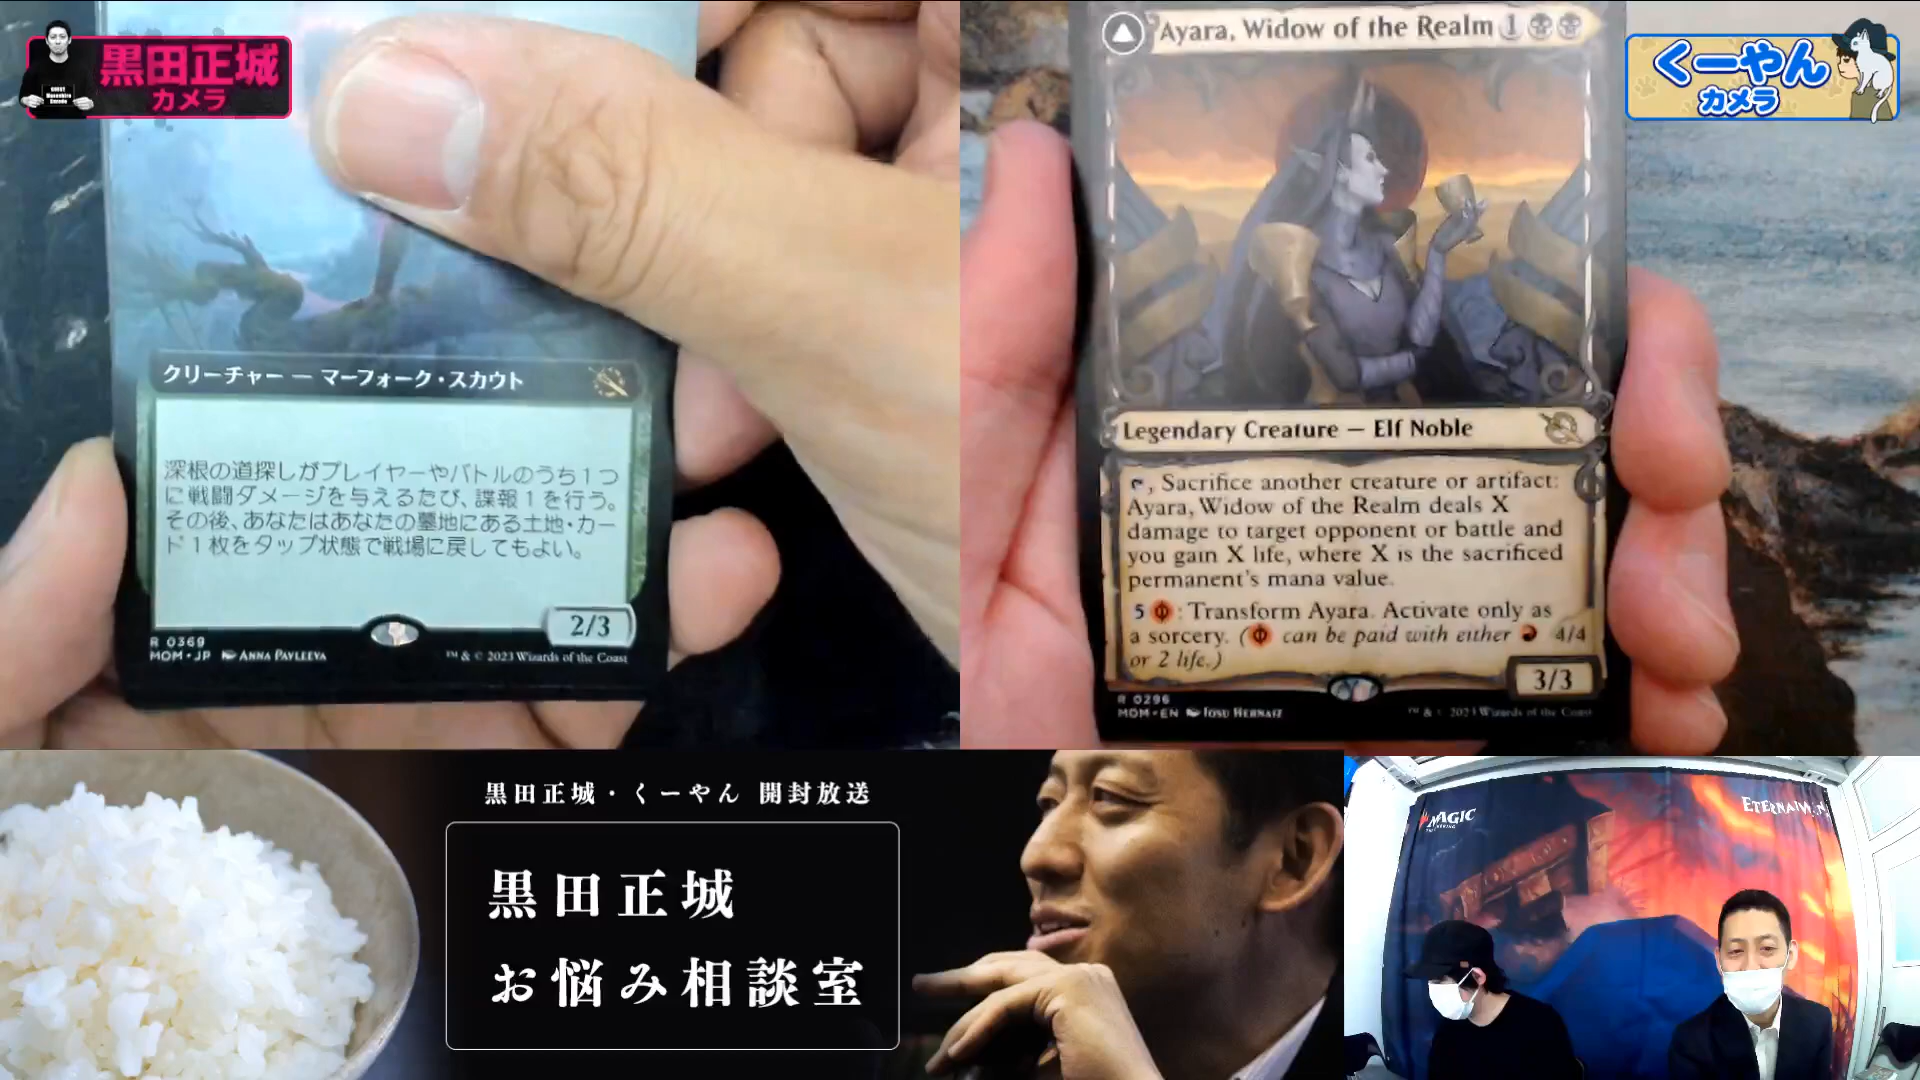 黒田正城
カメラ
クリーチャー — マーフォーク・スカウト
深根の道探しがプレイヤーやバトルのうち1つ
に戦闘ダメージを与えるたび、諜報1を行う。
その後、あなたはあなたの墓地にある土地・カー
ド1枚をタップ状態で戦場に戻してもよい。
2/3
R 0369
MOM・JP ANNA PAVLEEVA
™ & © 2023 Wizards of the Coast
Ayara, Widow of the Realm 1
Legendary Creature — Elf Noble
, Sacrifice another creature or artifact:
Ayara, Widow of the Realm deals X
damage to target opponent or battle and
you gain X life, where X is the sacrificed
permanent's mana value.
5 : Transform Ayara. Activate only as
a sorcery. ( can be paid with either
or 2 life.)
4/4
3/3
R 0296
MOM・EN IOSU HERNAIZ
™ & © 2023 Wizards of the Coast
くーやん
カメラ
黒田正城・くーやん 開封放送
黒田正城
お悩み相談室
MAGIC